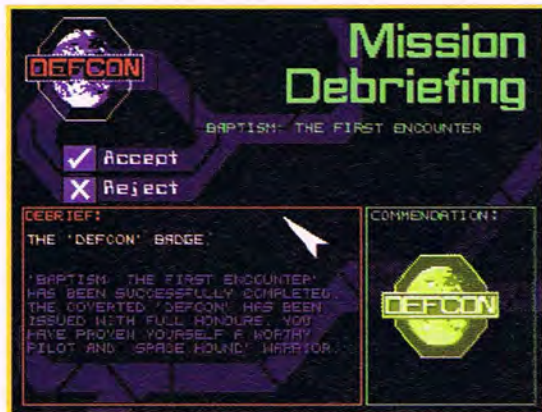 DEFCON
Mission
Debriefing
BAPTISM: THE FIRST ENCOUNTER
Accept
Reject
DEBRIEF:
THE 'DEFCON' BADGE.
'BAPTISM: THE FIRST ENCOUNTER'
HAS BEEN SUCCESSFULLY COMPLETED.
THE COVERTED 'DEFCON' HAS BEEN
ISSUED WITH FULL HONOURS. YOU
HAVE PROVEN YOURSELF A WORTHY
PILOT AND 'SPACE HOUND' WARRIOR.
COMMENDATION:
DEFCON